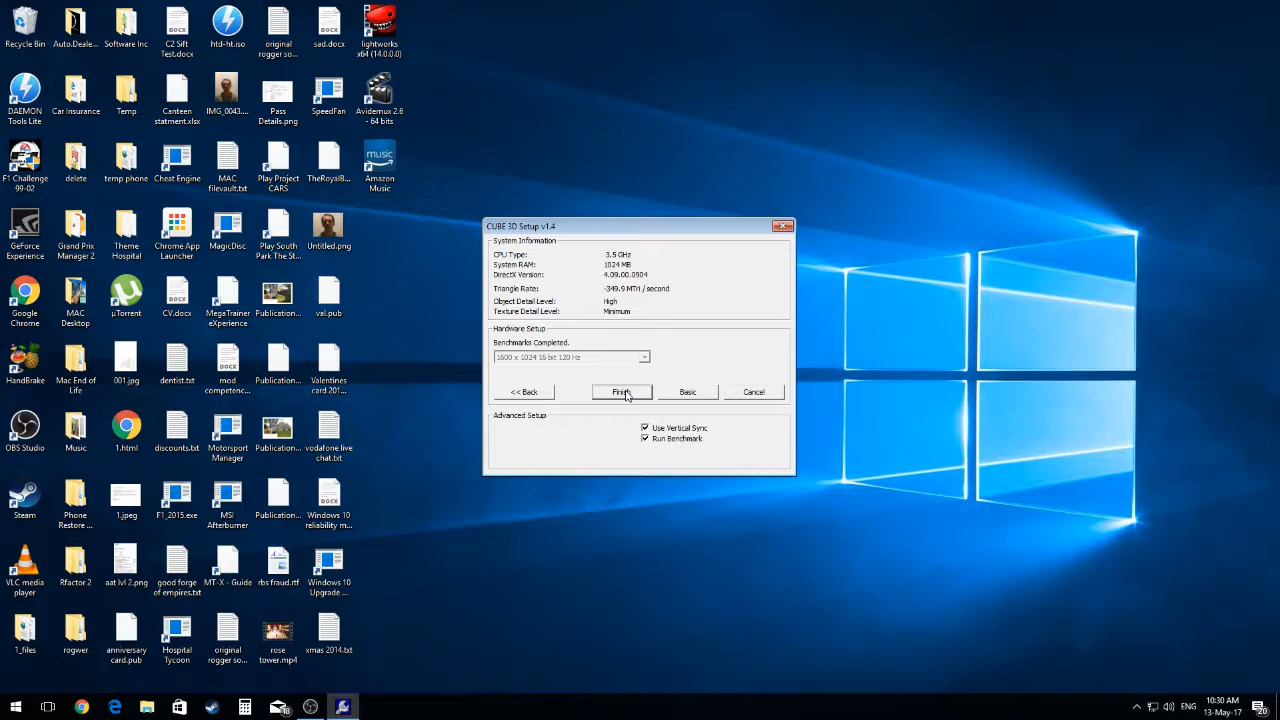 Recycle Bin
Auto.Deale...
Software Inc
C2 Sift
Test.docx
htd-ht.iso
original
rogger so...
sad.docx
lightworks
x64 (14.0.0.0)
DAEMON
Tools Lite
Car Insurance
Temp
Canteen
statment.xlsx
IMG_0043....
Pass
Details.png
SpeedFan
Avidemux 2.6
- 64 bits
F1 Challenge
99-02
delete
temp phone
Cheat Engine
MAC
filevault.txt
Play Project
CARS
TheRoyalB...
music
Amazon
Music
GeForce
Experience
Grand Prix
Manager 2
Theme
Hospital
Chrome App
Launcher
MagicDisc
Play South
Park The St...
Untitled.png
Google
Chrome
MAC
Desktop
µTorrent
CV.docx
MegaTrainer
eXperience
Publication...
val.pub
HandBrake
Mac End of
Life
001.jpg
dentist.txt
mod
competenc...
Publication...
Valentines
card 201...
OBS Studio
Music
1.html
discounts.txt
Motorsport
Manager
Publication...
vodafone live
chat.txt
Steam
Phone
Restore ...
1.jpeg
F1_2015.exe
MSI
Afterburner
Publication...
Windows 10
reliability m...
VLC media
player
Rfactor 2
aat lvl 2.png
good forge
of empires.txt
MT-X - Guide
rbs fraud.rtf
Windows 10
Upgrade ...
1_files
rogwer
anniversary
card.pub
Hospital
Tycoon
original
rogger so...
rose
tower.mp4
xmas 2014.txt
CUBE 3D Setup v1.4
System Information
CPU Type: 3.5 GHz
System RAM: 1024 MB
DirectX Version: 4.09.00.0904
Triangle Rate: -349.9 MTri / second
Object Detail Level: High
Texture Detail Level: Minimum
Hardware Setup
Benchmarks Completed.
1600 x 1024 16 bit 120 Hz
<< Back
Finish
Basic
Cancel
Advanced Setup
Use Vertical Sync
Run Benchmark
18
ENG
10:30 AM
13-May-17
20